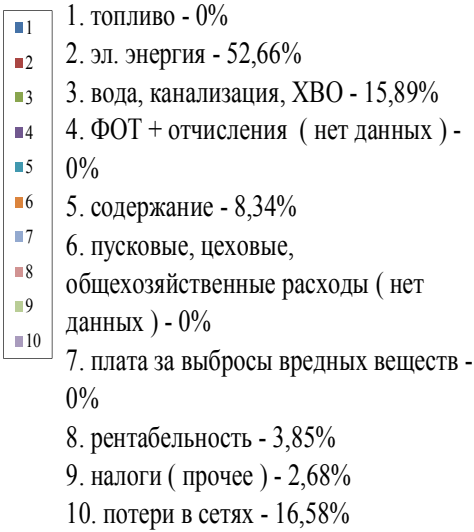 1
2
3
4
5
6
7
8
9
10
1. топливо - 0%
2. эл. энергия - 52,66%
3. вода, канализация, ХВО - 15,89%
4. ФОТ + отчисления ( нет данных ) -
0%
5. содержание - 8,34%
6. пусковые, цеховые,
общехозяйственные расходы ( нет
данных ) - 0%
7. плата за выбросы вредных веществ -
0%
8. рентабельность - 3,85%
9. налоги ( прочее ) - 2,68%
10. потери в сетях - 16,58%